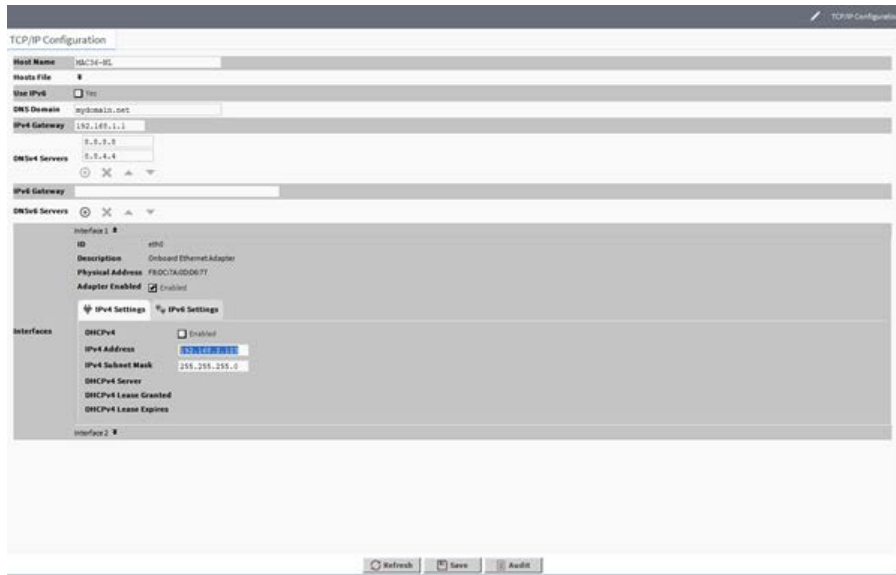 TCP/IP Configuration
TCP/IP Configuration
Host Name
Hosts File
Use IPv6 Yes
DNS Domain mydomain.net
IPv4 Gateway 192.168.1.1
8.8.8.8
DNSv4 Servers 8.8.4.4
IPv6 Gateway
DNSv6 Servers
Interface 1
ID eth0
Description Onboard Ethernet Adapter
Physical Address
Adapter Enabled Enabled
IPv4 Settings IPv6 Settings
Interfaces
DHCPv4 Enabled
IPv4 Address
IPv4 Subnet Mask 255.255.255.0
DHCPv4 Server
DHCPv4 Lease Granted
DHCPv4 Lease Expires
Interface 2
Refresh Save Audit